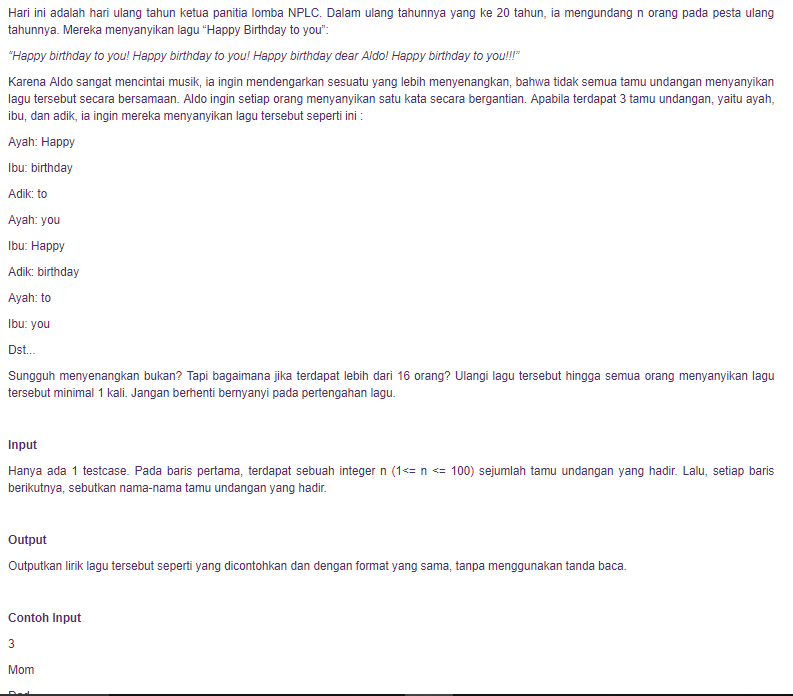 Hari ini adalah hari ulang tahun ketua panitia lomba NPLC. Dalam ulang tahunnya yang ke 20 tahun, ia mengundang n orang pada pesta ulang
tahunnya. Mereka menyanyikan lagu “Happy Birthday to you”:
“Happy birthday to you! Happy birthday to you! Happy birthday dear Aldo! Happy birthday to you!!!”
Karena Aldo sangat mencintai musik, ia ingin mendengarkan sesuatu yang lebih menyenangkan, bahwa tidak semua tamu undangan menyanyikan
lagu tersebut secara bersamaan. Aldo ingin setiap orang menyanyikan satu kata secara bergantian. Apabila terdapat 3 tamu undangan, yaitu ayah,
ibu, dan adik, ia ingin mereka menyanyikan lagu tersebut seperti ini :
Ayah: Happy
Ibu: birthday
Adik: to
Ayah: you
Ibu: Happy
Adik: birthday
Ayah: to
Ibu: you
Dst...
Sungguh menyenangkan bukan? Tapi bagaimana jika terdapat lebih dari 16 orang? Ulangi lagu tersebut hingga semua orang menyanyikan lagu
tersebut minimal 1 kali. Jangan berhenti bernyanyi pada pertengahan lagu.
Input
Hanya ada 1 testcase. Pada baris pertama, terdapat sebuah integer n (1<= n <= 100) sejumlah tamu undangan yang hadir. Lalu, setiap baris
berikutnya, sebutkan nama-nama tamu undangan yang hadir.
Output
Outputkan lirik lagu tersebut seperti yang dicontohkan dan dengan format yang sama, tanpa menggunakan tanda baca.
Contoh Input
3
Mom